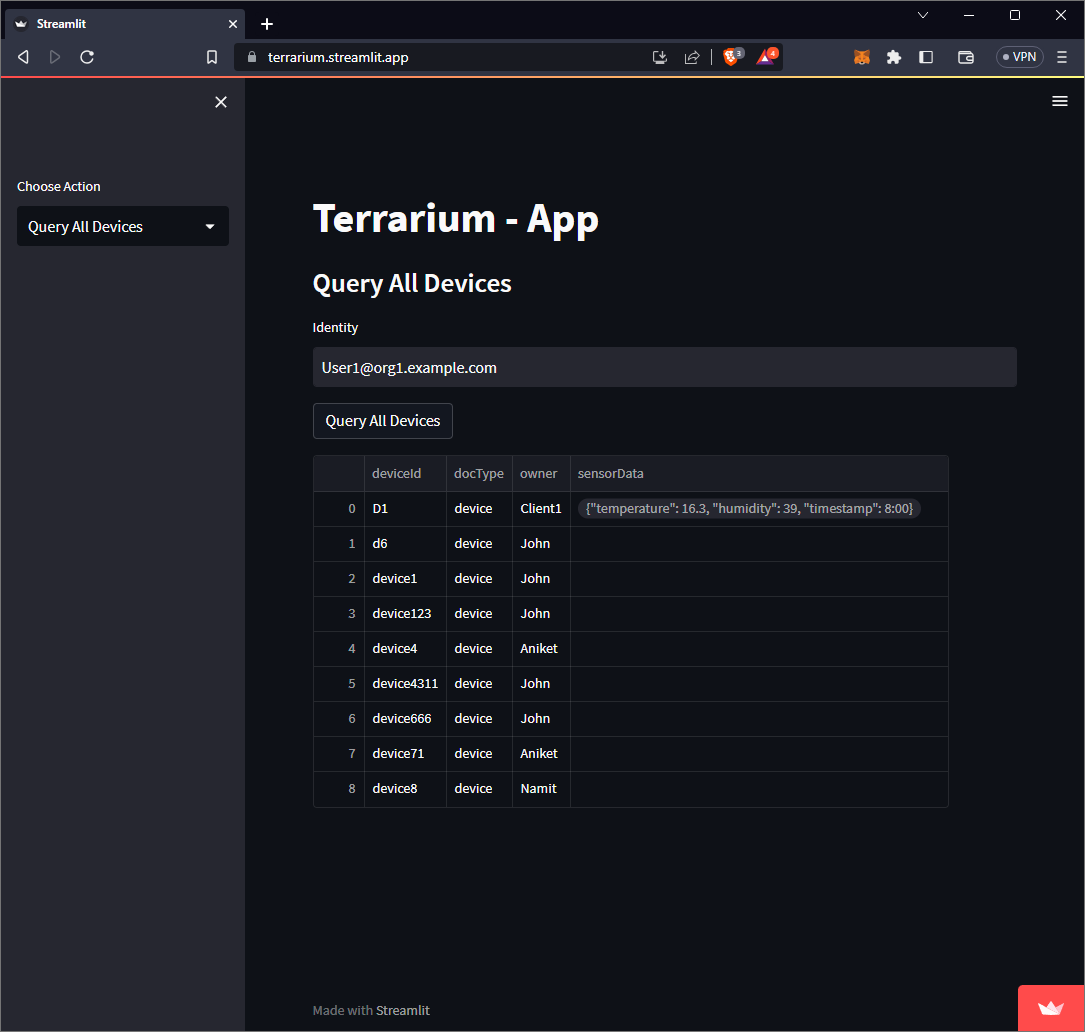 Streamlit
terrarium.streamlit.app
3
4
VPN
Choose Action
Query All Devices
Terrarium - App
Query All Devices
Identity
User1@org1.example.com
Query All Devices
deviceId docType owner sensorData
0 D1 device Client1 {"temperature": 16.3, "humidity": 39, "timestamp": 8:00}
1 d6 device John
2 device1 device John
3 device123 device John
4 device4 device Aniket
5 device4311 device John
6 device666 device John
7 device71 device Aniket
8 device8 device Namit
Made with Streamlit